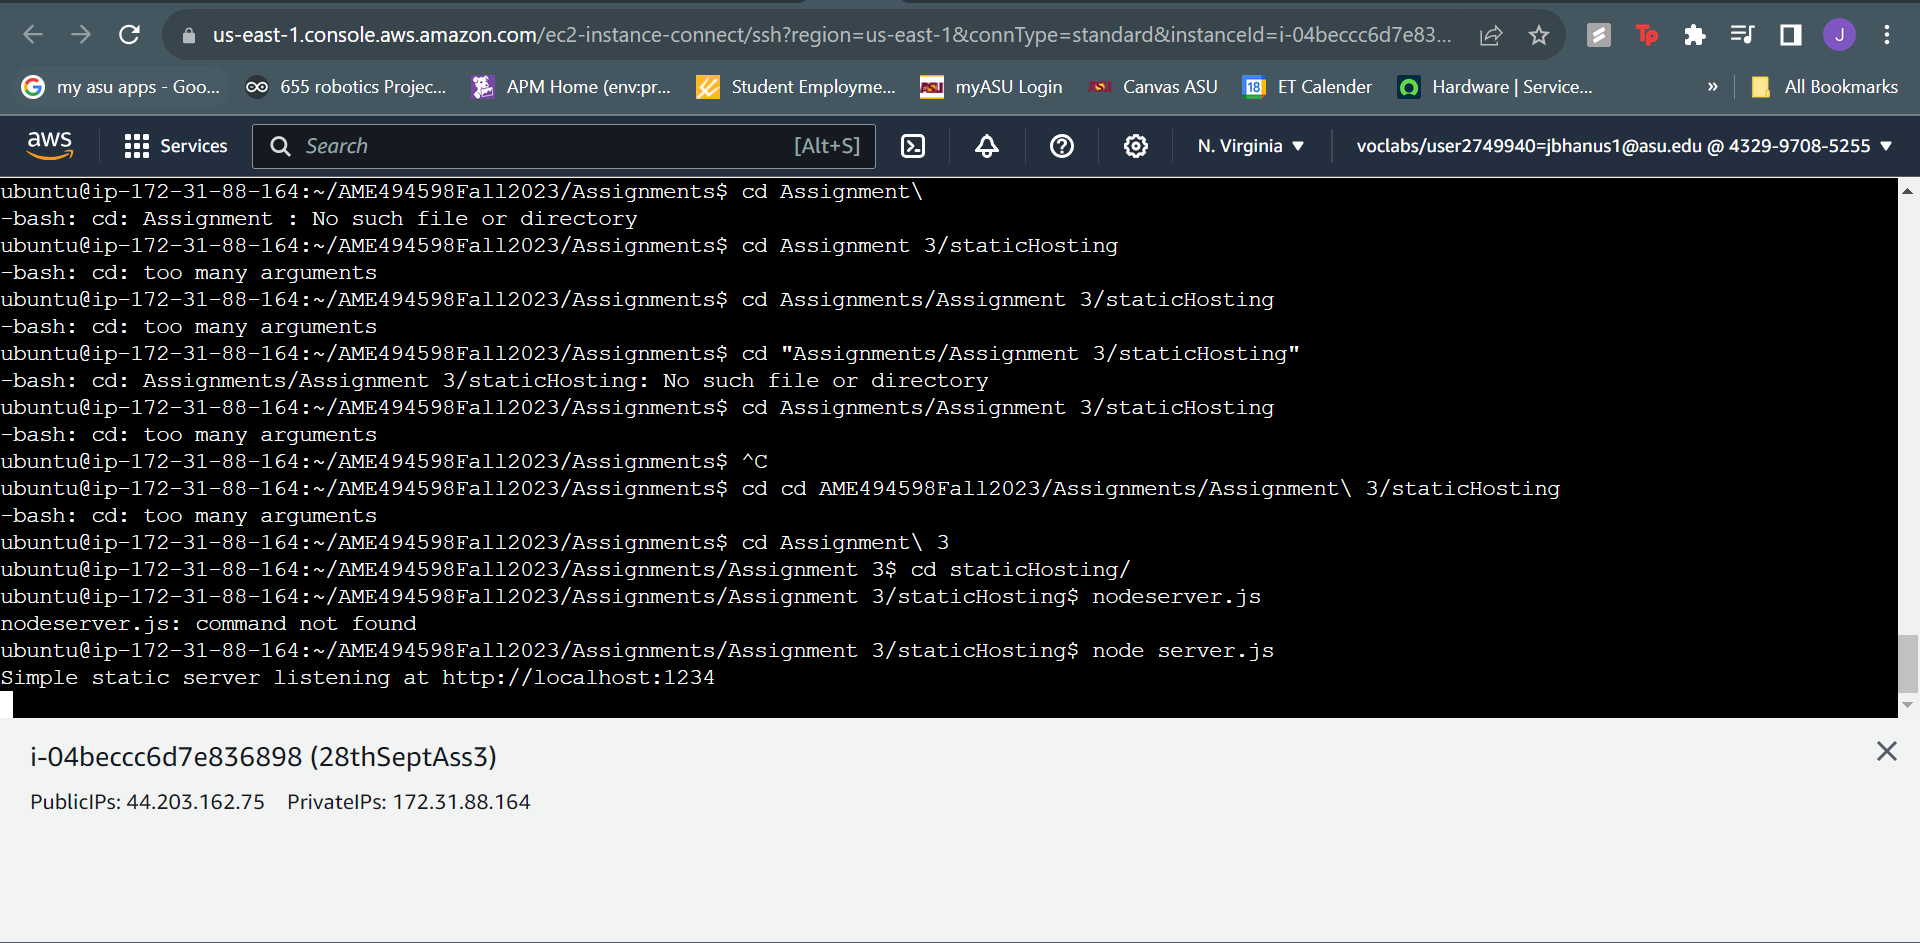 us-east-1.console.aws.amazon.com/ec2-instance-connect/ssh?region=us-east-1&connType=standard&instanceId=i-04beccc6d7e83...
Tp
J
my asu apps - Goo...
655 robotics Projec...
APM Home (env:pr...
Student Employme...
myASU Login
Canvas ASU
18 ET Calender
Hardware | Service...
»
All Bookmarks
aws
Services
Search [Alt+S]
N. Virginia ▼
voclabs/user2749940=jbhanus1@asu.edu @ 4329-9708-5255 ▼
ubuntu@ip-172-31-88-164:~/AME494598Fall2023/Assignments$ cd Assignment\
-bash: cd: Assignment : No such file or directory
ubuntu@ip-172-31-88-164:~/AME494598Fall2023/Assignments$ cd Assignment 3/staticHosting
-bash: cd: too many arguments
ubuntu@ip-172-31-88-164:~/AME494598Fall2023/Assignments$ cd Assignments/Assignment 3/staticHosting
-bash: cd: too many arguments
ubuntu@ip-172-31-88-164:~/AME494598Fall2023/Assignments$ cd "Assignments/Assignment 3/staticHosting"
-bash: cd: Assignments/Assignment 3/staticHosting: No such file or directory
ubuntu@ip-172-31-88-164:~/AME494598Fall2023/Assignments$ cd Assignments/Assignment 3/staticHosting
-bash: cd: too many arguments
ubuntu@ip-172-31-88-164:~/AME494598Fall2023/Assignments$ ^C
ubuntu@ip-172-31-88-164:~/AME494598Fall2023/Assignments$ cd cd AME494598Fall2023/Assignments/Assignment\ 3/staticHosting
-bash: cd: too many arguments
ubuntu@ip-172-31-88-164:~/AME494598Fall2023/Assignments$ cd Assignment\ 3
ubuntu@ip-172-31-88-164:~/AME494598Fall2023/Assignments/Assignment 3$ cd staticHosting/
ubuntu@ip-172-31-88-164:~/AME494598Fall2023/Assignments/Assignment 3/staticHosting$ nodeserver.js
nodeserver.js: command not found
ubuntu@ip-172-31-88-164:~/AME494598Fall2023/Assignments/Assignment 3/staticHosting$ node server.js
Simple static server listening at http://localhost:1234
i-04beccc6d7e836898 (28thSeptAss3)
PublicIPs: 44.203.162.75 PrivateIPs: 172.31.88.164